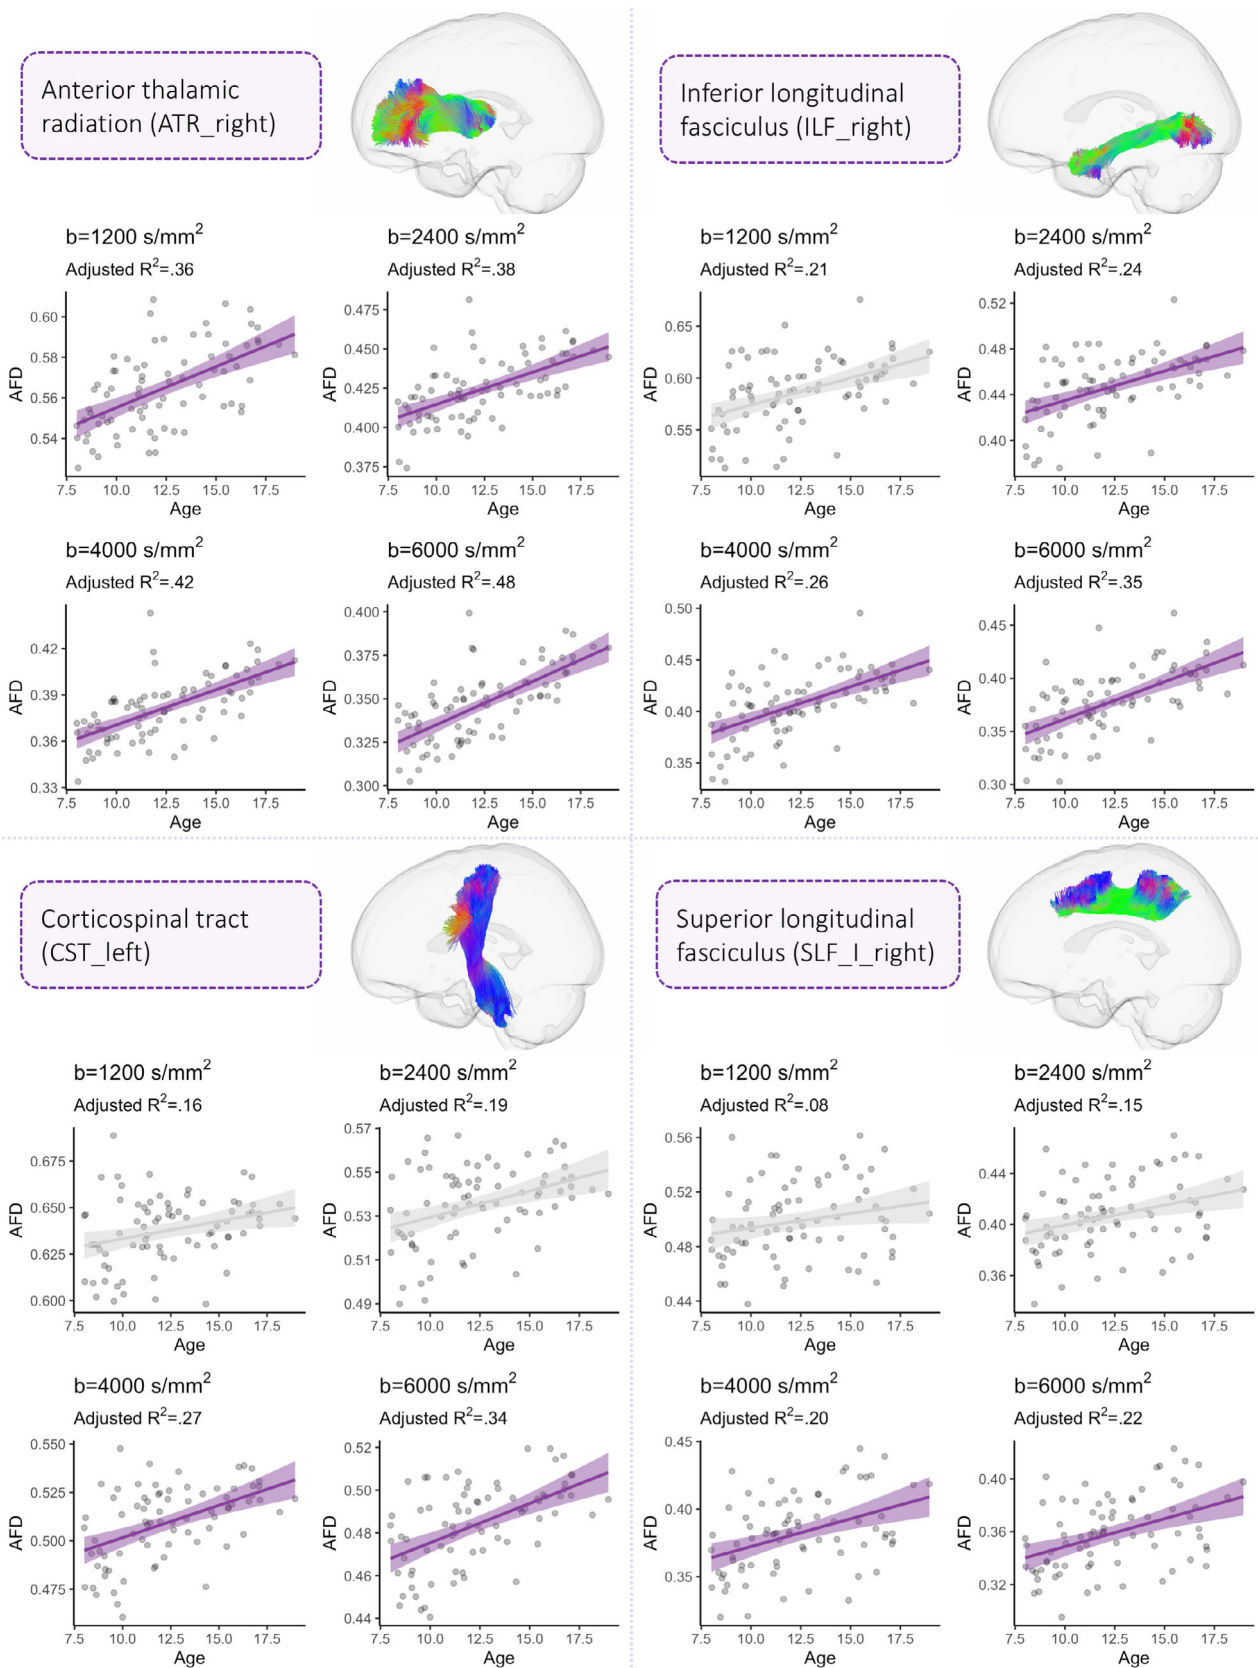 Anterior thalamic
radiation (ATR_right)
b=1200 s/mm²
Adjusted R²=.36
AFD
0.60
0.58
0.56
0.54
7.5 10.0 12.5 15.0 17.5
Age
b=2400 s/mm²
Adjusted R²=.38
AFD
0.475
0.450
0.425
0.400
0.375
7.5 10.0 12.5 15.0 17.5
Age
b=4000 s/mm²
Adjusted R²=.42
AFD
0.42
0.39
0.36
0.33
7.5 10.0 12.5 15.0 17.5
Age
b=6000 s/mm²
Adjusted R²=.48
AFD
0.400
0.375
0.350
0.325
0.300
7.5 10.0 12.5 15.0 17.5
Age
Inferior longitudinal
fasciculus (ILF_right)
b=1200 s/mm²
Adjusted R²=.21
AFD
0.65
0.60
0.55
7.5 10.0 12.5 15.0 17.5
Age
b=2400 s/mm²
Adjusted R²=.24
AFD
0.52
0.48
0.44
0.40
7.5 10.0 12.5 15.0 17.5
Age
b=4000 s/mm²
Adjusted R²=.26
AFD
0.50
0.45
0.40
0.35
7.5 10.0 12.5 15.0 17.5
Age
b=6000 s/mm²
Adjusted R²=.35
AFD
0.45
0.40
0.35
0.30
7.5 10.0 12.5 15.0 17.5
Age
Corticospinal tract
(CST_left)
b=1200 s/mm²
Adjusted R²=.16
AFD
0.675
0.650
0.625
0.600
7.5 10.0 12.5 15.0 17.5
Age
b=2400 s/mm²
Adjusted R²=.19
AFD
0.57
0.55
0.53
0.51
0.49
7.5 10.0 12.5 15.0 17.5
Age
b=4000 s/mm²
Adjusted R²=.27
AFD
0.550
0.525
0.500
0.475
7.5 10.0 12.5 15.0 17.5
Age
b=6000 s/mm²
Adjusted R²=.34
AFD
0.52
0.50
0.48
0.46
0.44
7.5 10.0 12.5 15.0 17.5
Age
Superior longitudinal
fasciculus (SLF_I_right)
b=1200 s/mm²
Adjusted R²=.08
AFD
0.56
0.52
0.48
0.44
7.5 10.0 12.5 15.0 17.5
Age
b=2400 s/mm²
Adjusted R²=.15
AFD
0.44
0.40
0.36
7.5 10.0 12.5 15.0 17.5
Age
b=4000 s/mm²
Adjusted R²=.20
AFD
0.45
0.40
0.35
7.5 10.0 12.5 15.0 17.5
Age
b=6000 s/mm²
Adjusted R²=.22
AFD
0.40
0.36
0.32
7.5 10.0 12.5 15.0 17.5
Age